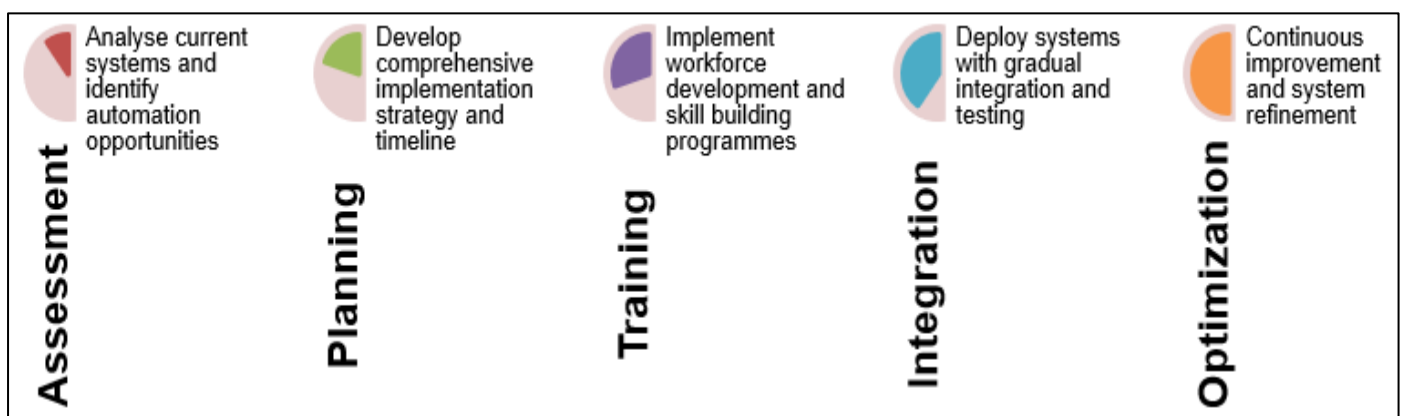 Analyse current
systems and
identify
automation
opportunities
Assessment
Develop
comprehensive
implementation
strategy and
timeline
Planning
Implement
workforce
development and
skill building
programmes
Training
Deploy systems
with gradual
integration and
testing
Integration
Continuous
improvement
and system
refinement
Optimization